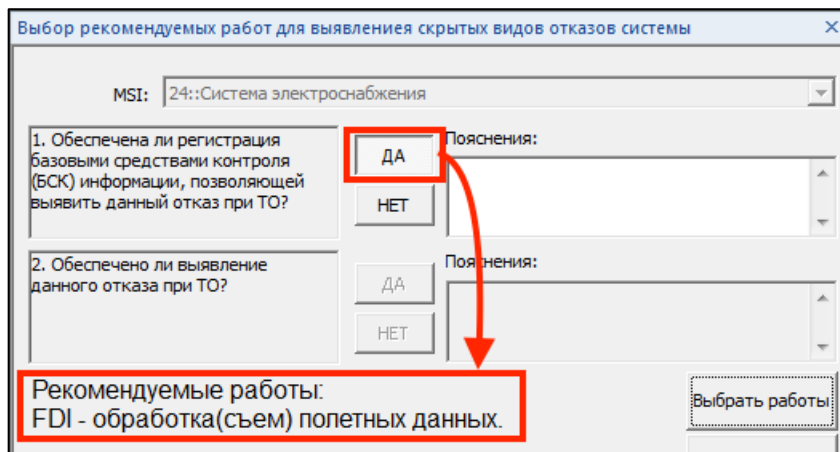 Выбор рекомендуемых работ для выявлениея скрытых видов отказов системы
MSI: 24::Система электроснабжения
1. Обеспечена ли регистрация
базовыми средствами контроля
(БСК) информации, позволяющей
выявить данный отказ при ТО?
ДА
НЕТ
Пояснения:
2. Обеспечено ли выявление
данного отказа при ТО?
ДА
НЕТ
Пояснения:
Рекомендуемые работы:
FDI - обработка(съем) полетных данных.
Выбрать работы